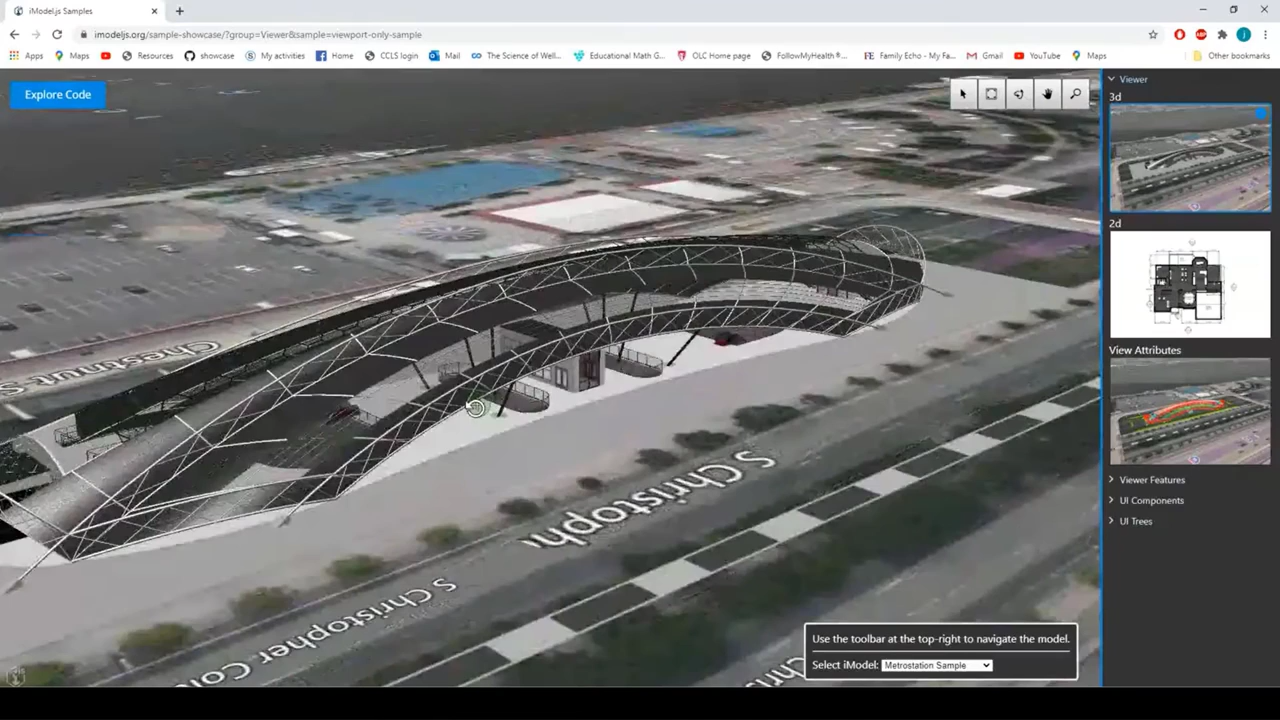 iModel.js Samples
imodeljs.org/sample-showcase/?group=Viewer&sample=viewport-only-sample
Apps Maps Resources showcase My activities Home CCLS login Mail The Science of Well... Educational Math G... OLC Home page FollowMyHealth®... Family Echo - My Fa... Gmail YouTube Maps Other bookmarks
Explore Code
Viewer
3d
2d
View Attributes
Viewer Features
UI Components
UI Trees
Chestnut S
S Christophi
S Christopher Col
Use the toolbar at the top-right to navigate the model.
Select iModel: Metrostation Sample